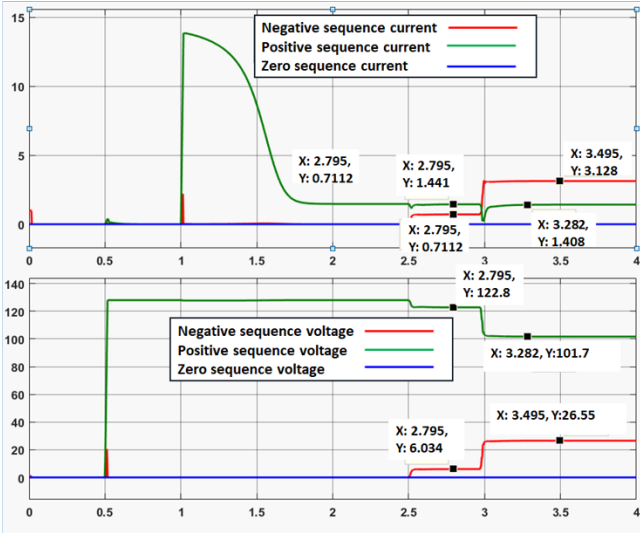 15
Negative sequence current
Positive sequence current
Zero sequence current
10
X: 2.795,
Y: 0.7112
X: 2.795,
Y: 1.441
X: 3.495,
Y: 3.128
5
0
X: 2.795,
Y: 0.7112
X: 3.282,
Y: 1.408
0 0.5 1 1.5 2 2.5 3 3.5 4
X: 2.795,
Y: 122.8
140
120
Negative sequence voltage
Positive sequence voltage
Zero sequence voltage
100
X: 3.282, Y:101.7
80
60
X: 3.495, Y:26.55
40
X: 2.795,
Y: 6.034
20
0
0 0.5 1 1.5 2 2.5 3 3.5 4